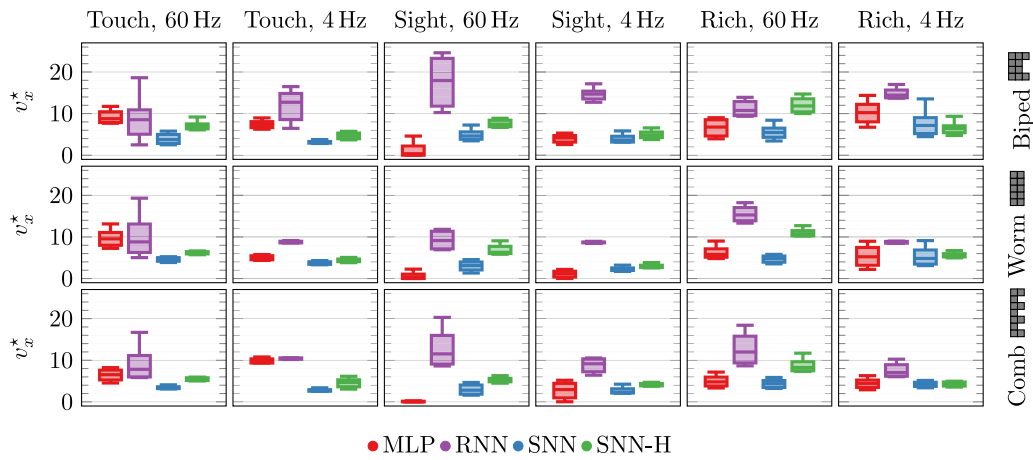 Touch, 60 Hz Touch, 4 Hz Sight, 60 Hz Sight, 4 Hz Rich, 60 Hz Rich, 4 Hz
20
10
0
v*x
Biped
20
10
0
v*x
Worm
20
10
0
v*x
Comb
MLP RNN SNN SNN-H